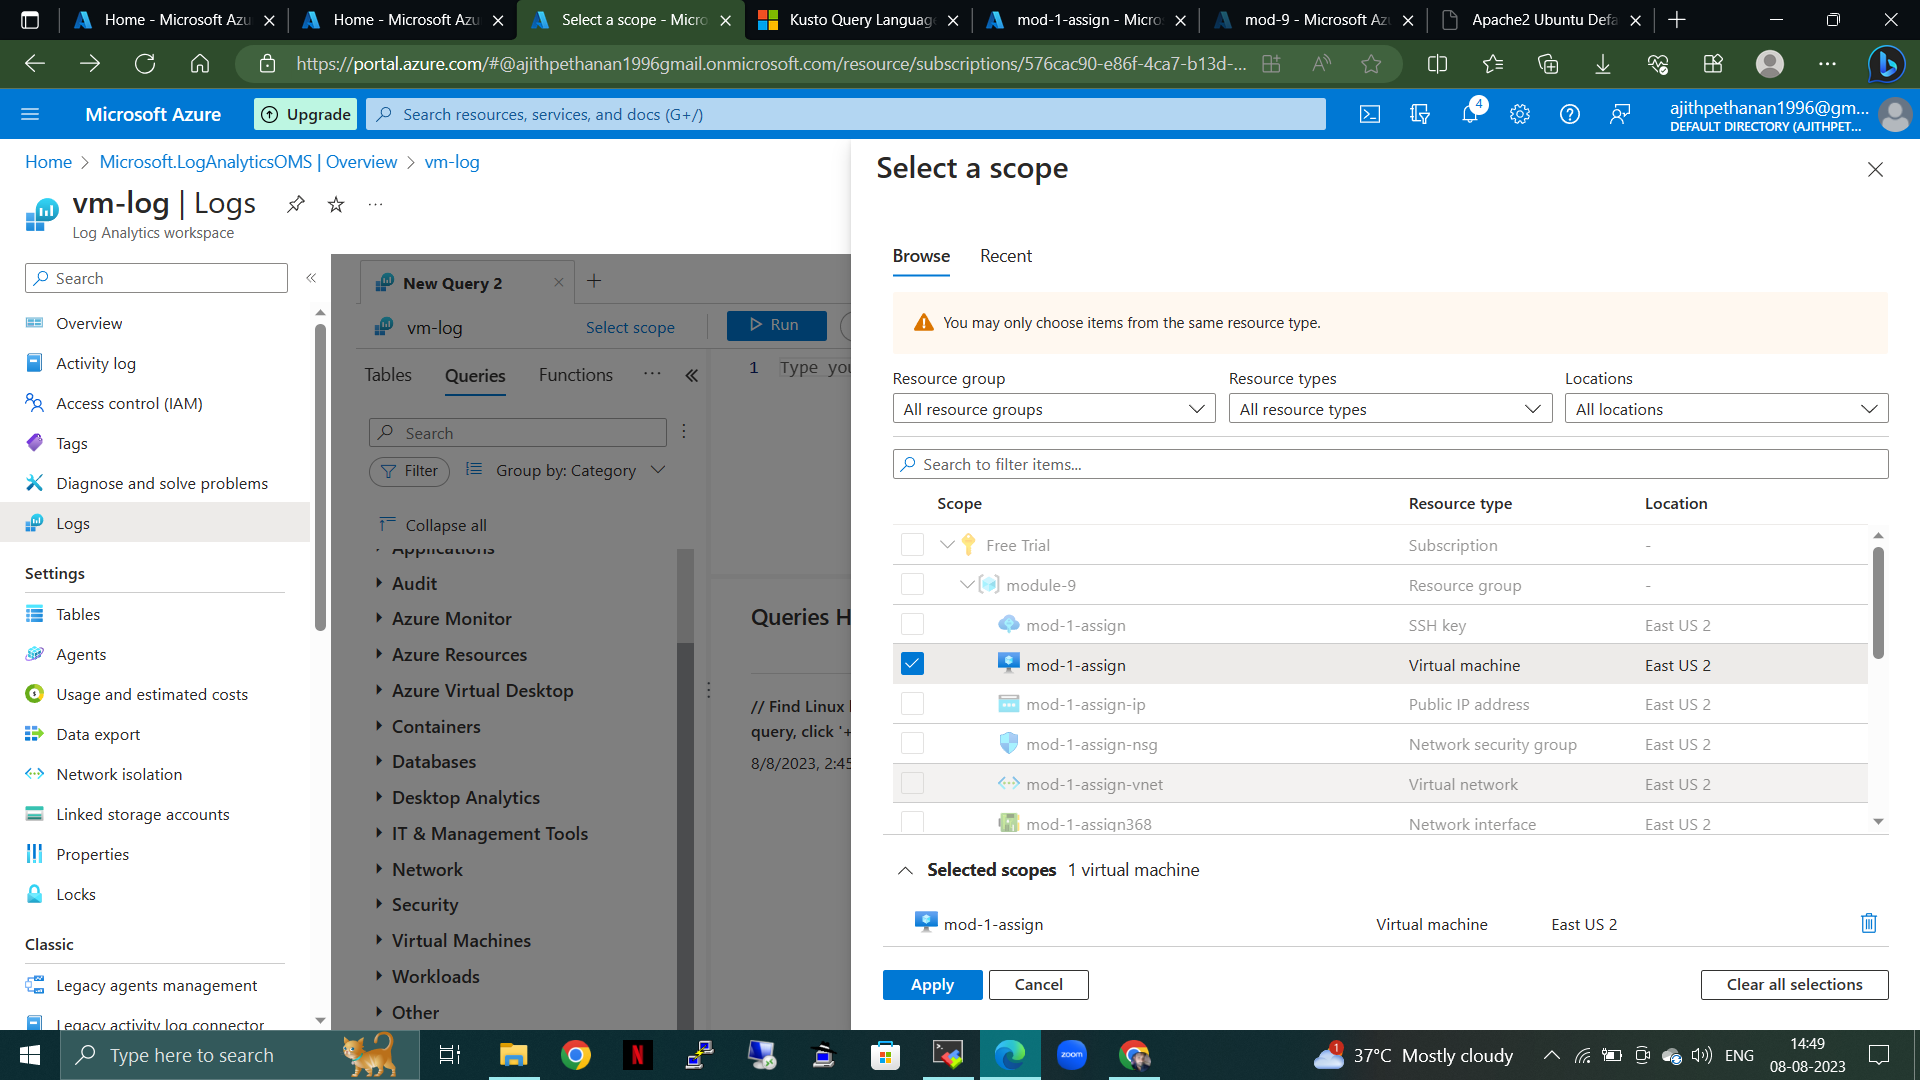 Home - Microsoft Azu
Home - Microsoft Azu
Select a scope - Micro
Kusto Query Language
mod-1-assign - Micros
mod-9 - Microsoft Az
Apache2 Ubuntu Defa
https://portal.azure.com/#@ajithpethanan1996gmail.onmicrosoft.com/resource/subscriptions/576cac90-e86f-4ca7-b13d-...
Microsoft Azure
Upgrade
Search resources, services, and docs (G+/)
4
ajithpethanan1996@gm...
DEFAULT DIRECTORY (AJITHPET...
Home > Microsoft.LogAnalyticsOMS | Overview > vm-log
vm-log | Logs
Log Analytics workspace
Search
Overview
Activity log
Access control (IAM)
Tags
Diagnose and solve problems
Logs
Settings
Tables
Agents
Usage and estimated costs
Data export
Network isolation
Linked storage accounts
Properties
Locks
Classic
Legacy agents management
Legacy activity log connector
New Query 2
vm-log
Select scope
Run
Tables
Queries
Functions
1
Type you
Search
Filter
Group by: Category
Collapse all
Applications
Audit
Azure Monitor
Azure Resources
Azure Virtual Desktop
Containers
Databases
Desktop Analytics
IT & Management Tools
Network
Security
Virtual Machines
Workloads
Other
Queries H
// Find Linux
query, click '+
8/8/2023, 2:45
Select a scope
Browse
Recent
You may only choose items from the same resource type.
Resource group
Resource types
Locations
All resource groups
All resource types
All locations
Search to filter items...
Scope Resource type Location
Free Trial Subscription -
module-9 Resource group -
mod-1-assign SSH key East US 2
mod-1-assign Virtual machine East US 2
mod-1-assign-ip Public IP address East US 2
mod-1-assign-nsg Network security group East US 2
mod-1-assign-vnet Virtual network East US 2
mod-1-assign368 Network interface East US 2
Selected scopes 1 virtual machine
mod-1-assign Virtual machine East US 2
Apply
Cancel
Clear all selections
Type here to search
zoom
1
37°C Mostly cloudy
ENG
14:49
08-08-2023